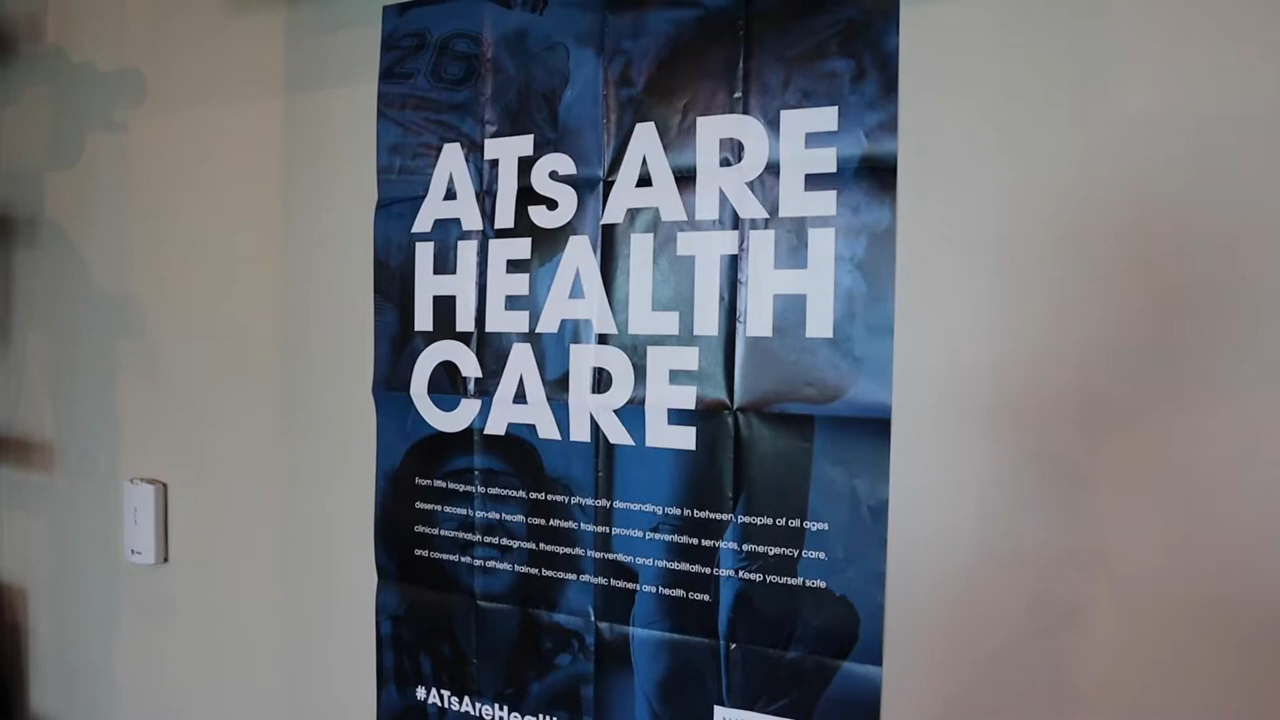 26
ATs ARE
HEALTH
CARE
From little leagues to astronauts, and every physically demanding role in between, people of all ages
deserve access to on-site health care. Athletic trainers provide preventative services, emergency care,
clinical examination and diagnosis, therapeutic intervention and rehabilitative care. Keep yourself safe
and covered with an athletic trainer, because athletic trainers are health care.
#ATsAreHealth